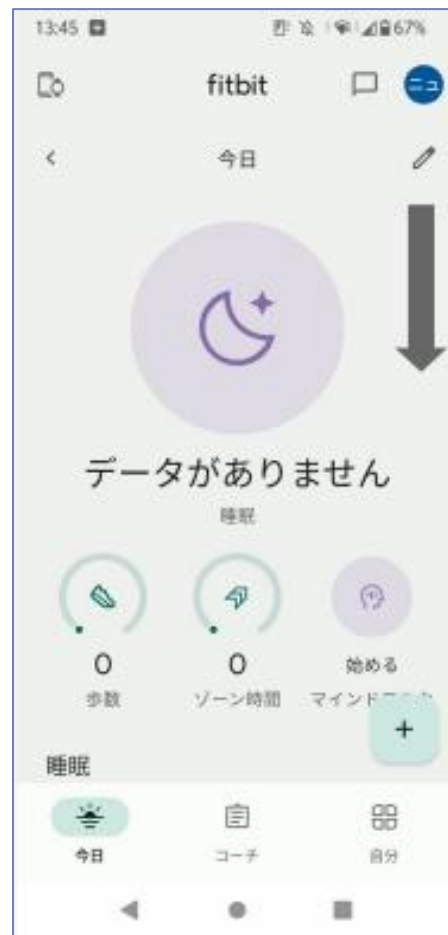 13:45 67%
fitbit ニュ
今日
データがありません
睡眠
0 0 始める
歩数 ゾーン時間
睡眠
今日 コーチ 自分